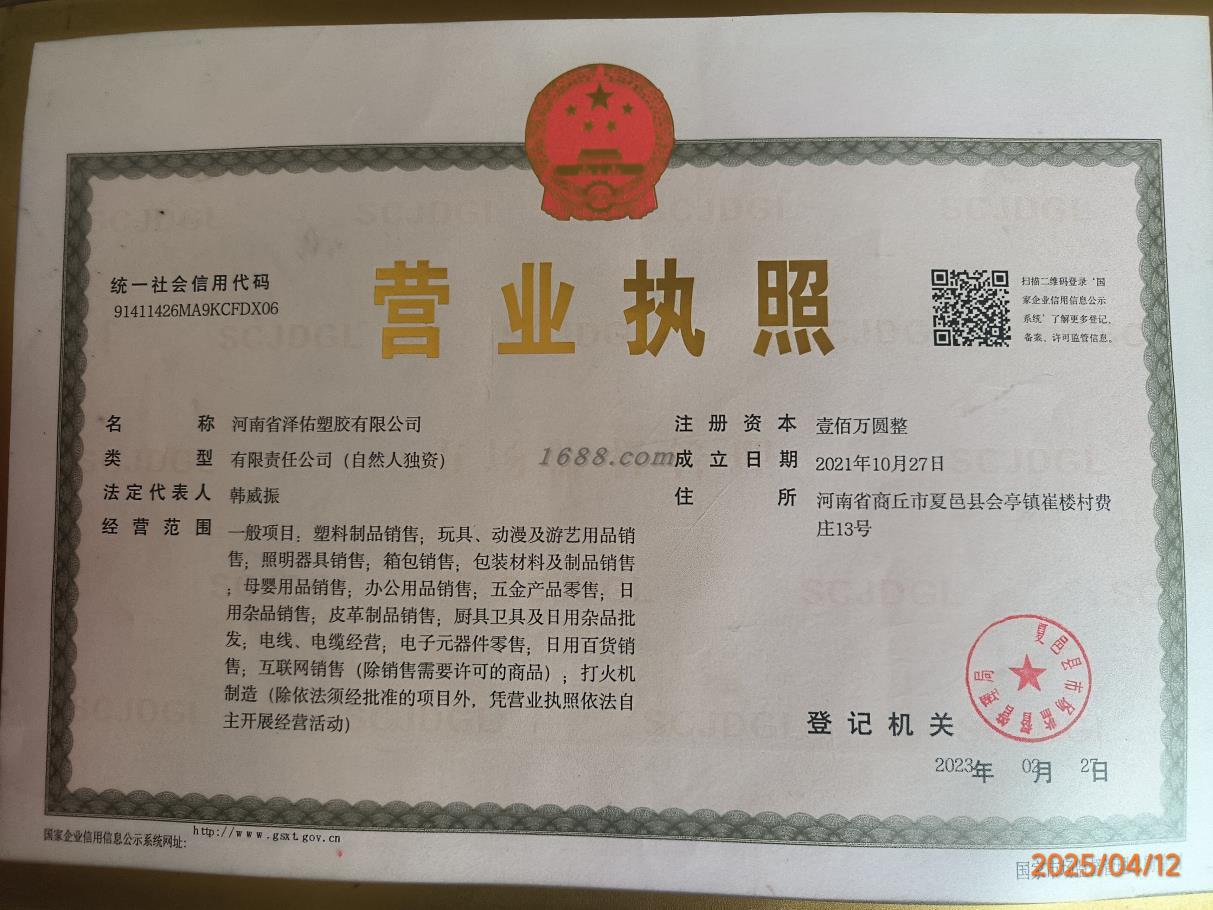 营业执照
统一社会信用代码
91411426MA9KCFDX06
扫描二维码登录‘国
家企业信用信息公示
系统’了解更多登记、
备案、许可监管信息。
名称 河南省泽佑塑胶有限公司
类型 有限责任公司（自然人独资）
法定代表人 韩威振
经营范围 一般项目：塑料制品销售；玩具、动漫及游艺用品销
售；照明器具销售；箱包销售；包装材料及制品销售
；母婴用品销售；办公用品销售；五金产品零售；日
用杂品销售；皮革制品销售；厨具卫具及日用杂品批
发；电线、电缆经营；电子元器件零售；日用百货销
售；互联网销售（除销售需要许可的商品）；打火机
制造（除依法须经批准的项目外，凭营业执照依法自
主开展经营活动）
1688.com
注册资本 壹佰万圆整
成立日期 2021年10月27日
住所 河南省商丘市夏邑县会亭镇崔楼村费
庄13号
夏邑县市场监督管理局
登记机关
2023年 02月 27日
国家企业信用信息公示系统网址：http://www.gsxt.gov.cn
2025/04/12